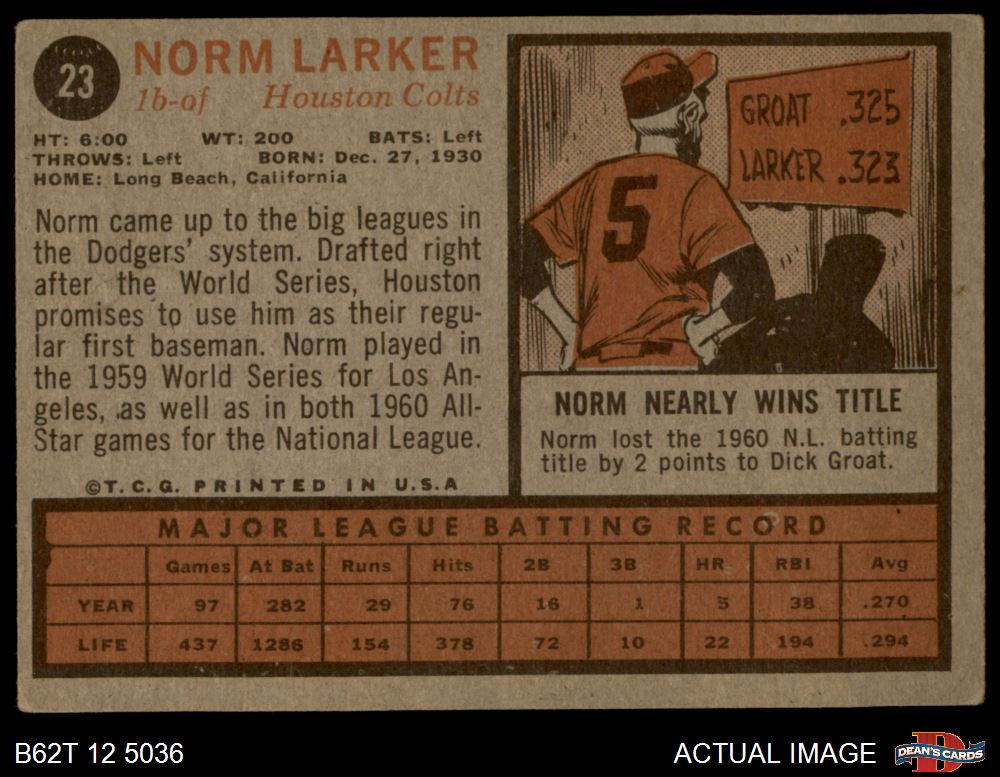 23
NORM LARKER
1b-of Houston Colts
HT: 6:00 WT: 200 BATS: Left
THROWS: Left BORN: Dec. 27, 1930
HOME: Long Beach, California
Norm came up to the big leagues in
the Dodgers' system. Drafted right
after the World Series, Houston
promises to use him as their regu-
lar first baseman. Norm played in
the 1959 World Series for Los An-
geles, as well as in both 1960 All-
Star games for the National League.
©T.C.G. PRINTED IN U.S.A
GROAT .325
LARKER .323
5
NORM NEARLY WINS TITLE
Norm lost the 1960 N.L. batting
title by 2 points to Dick Groat.
MAJOR LEAGUE BATTING RECORD
Games At Bat Runs Hits 2B 3B HR RBI Avg
YEAR 97 282 29 76 16 1 5 38 .270
LIFE 437 1286 154 378 72 10 22 194 .294
B62T 12 5036
ACTUAL IMAGE
D
DEAN'S CARDS